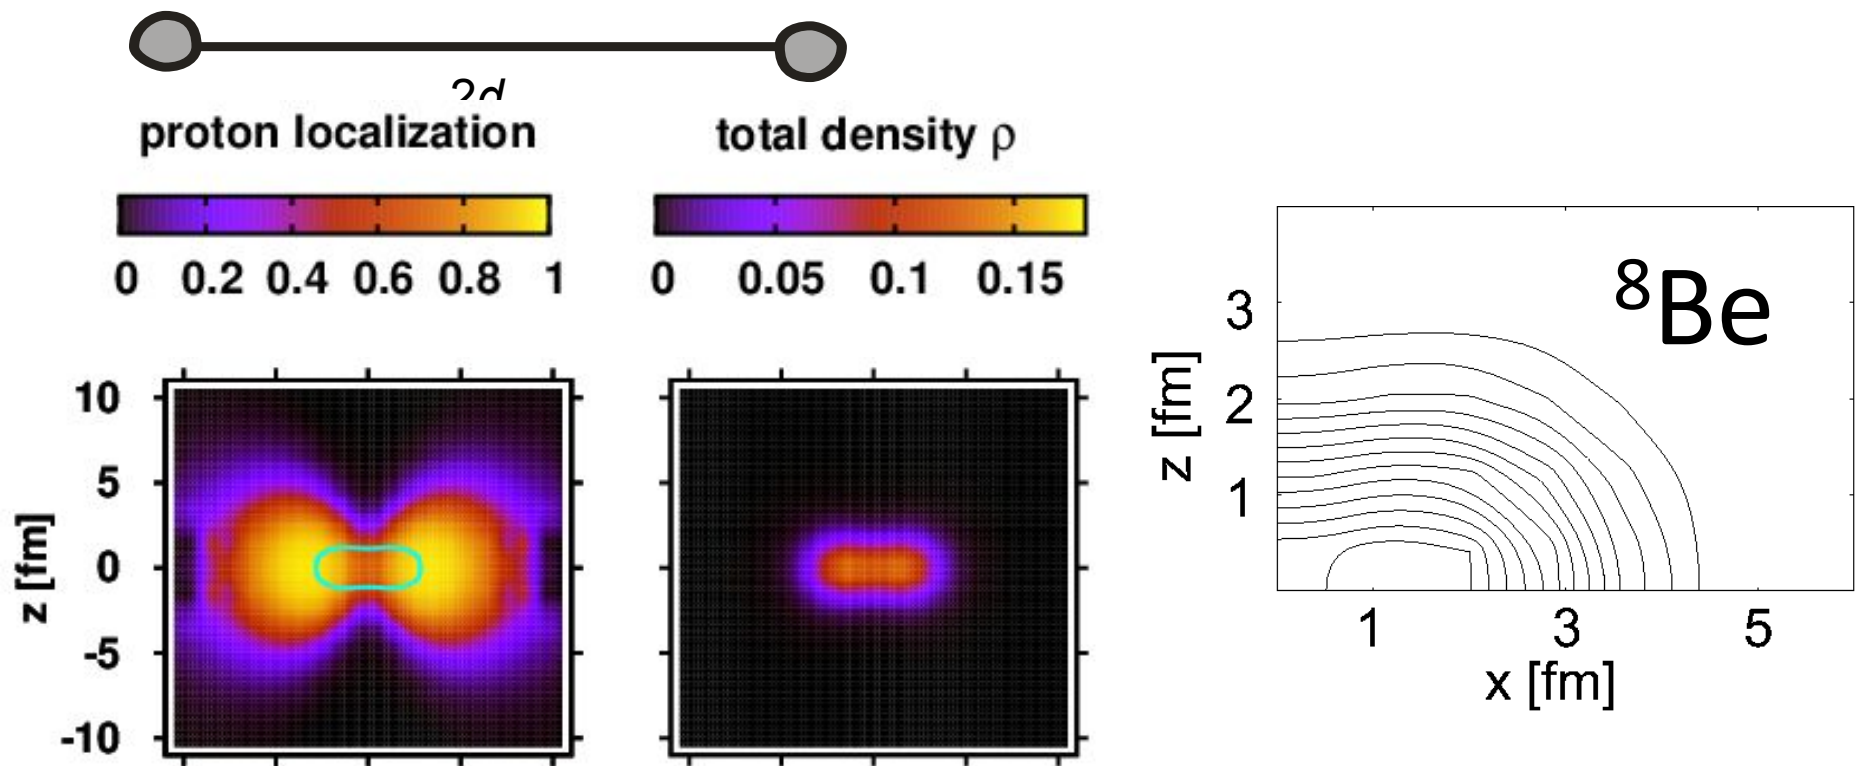 2d
proton localization
total density ρ
0 0.2 0.4 0.6 0.8 1
0 0.05 0.1 0.15
10
5
0
-5
-10
z [fm]
⁸Be
3
2
1
z [fm]
1 3 5
x [fm]